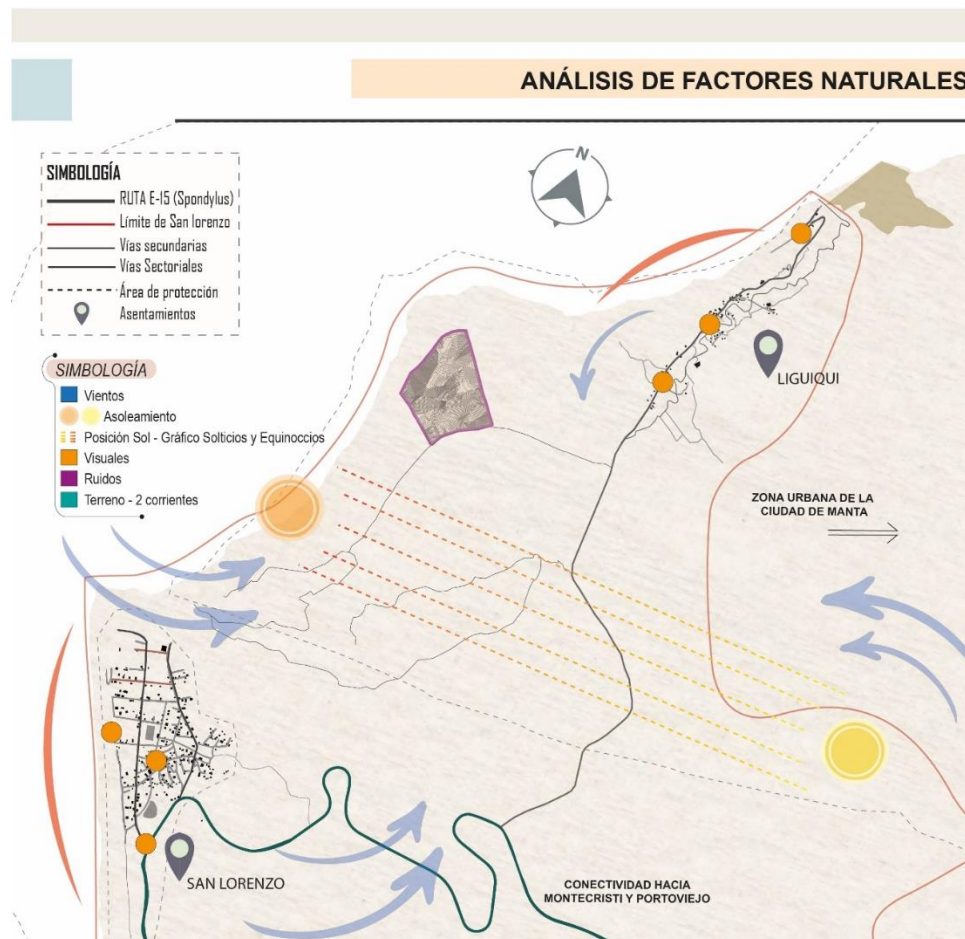 ANÁLISIS DE FACTORES NATURALES
N
SIMBOLOGÍA
RUTA E-15 (Spondylus)
Límite de San lorenzo
Vías secundarias
Vías Sectoriales
Área de protección
Asentamientos
SIMBOLOGÍA
Vientos
Asoleamiento
Posición Sol - Gráfico Solticios y Equinoccios
Visuales
Ruidos
Terreno - 2 corrientes
LIGUIQUI
ZONA URBANA DE LA
CIUDAD DE MANTA
SAN LORENZO
CONECTIVIDAD HACIA
MONTECRISTI Y PORTOVIEJO